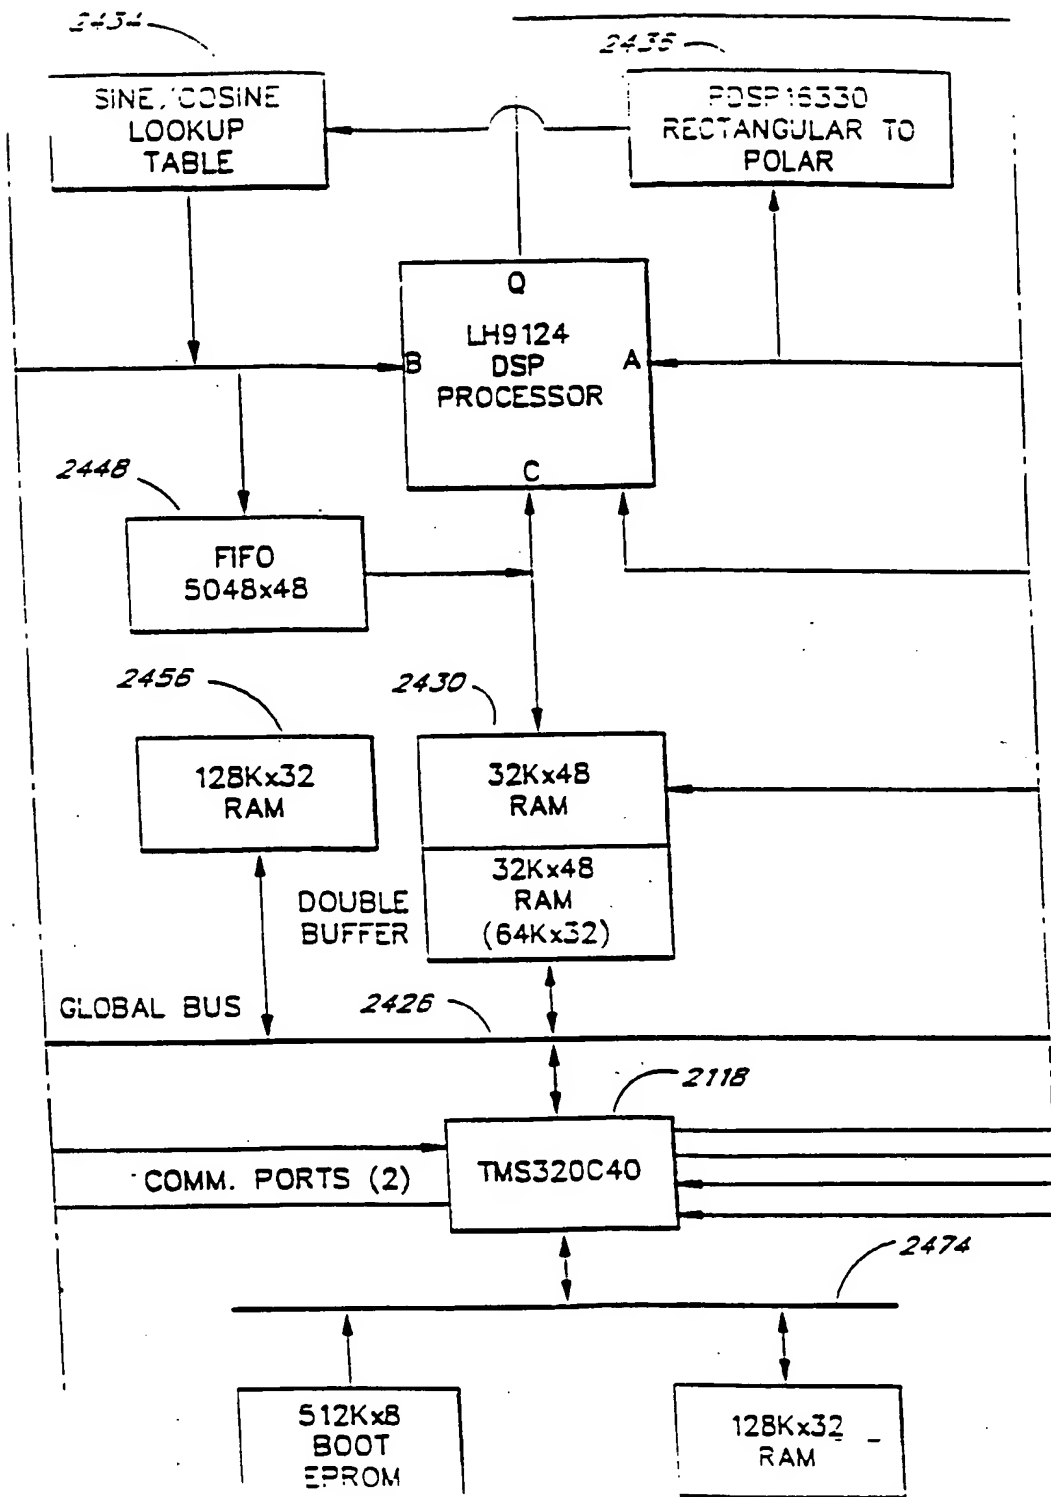 2434
2436
SINE/COSINE
LOOKUP
TABLE
PDSP16330
RECTANGULAR TO
POLAR
Q
LH9124
DSP
PROCESSOR
B
A
C
2448
FIFO
5048x48
2456
2430
128Kx32
RAM
32Kx48
RAM
32Kx48
RAM
(64Kx32)
DOUBLE
BUFFER
GLOBAL BUS
2426
2118
TMS320C40
COMM. PORTS (2)
2474
512Kx8
BOOT
EPROM
128Kx32
RAM